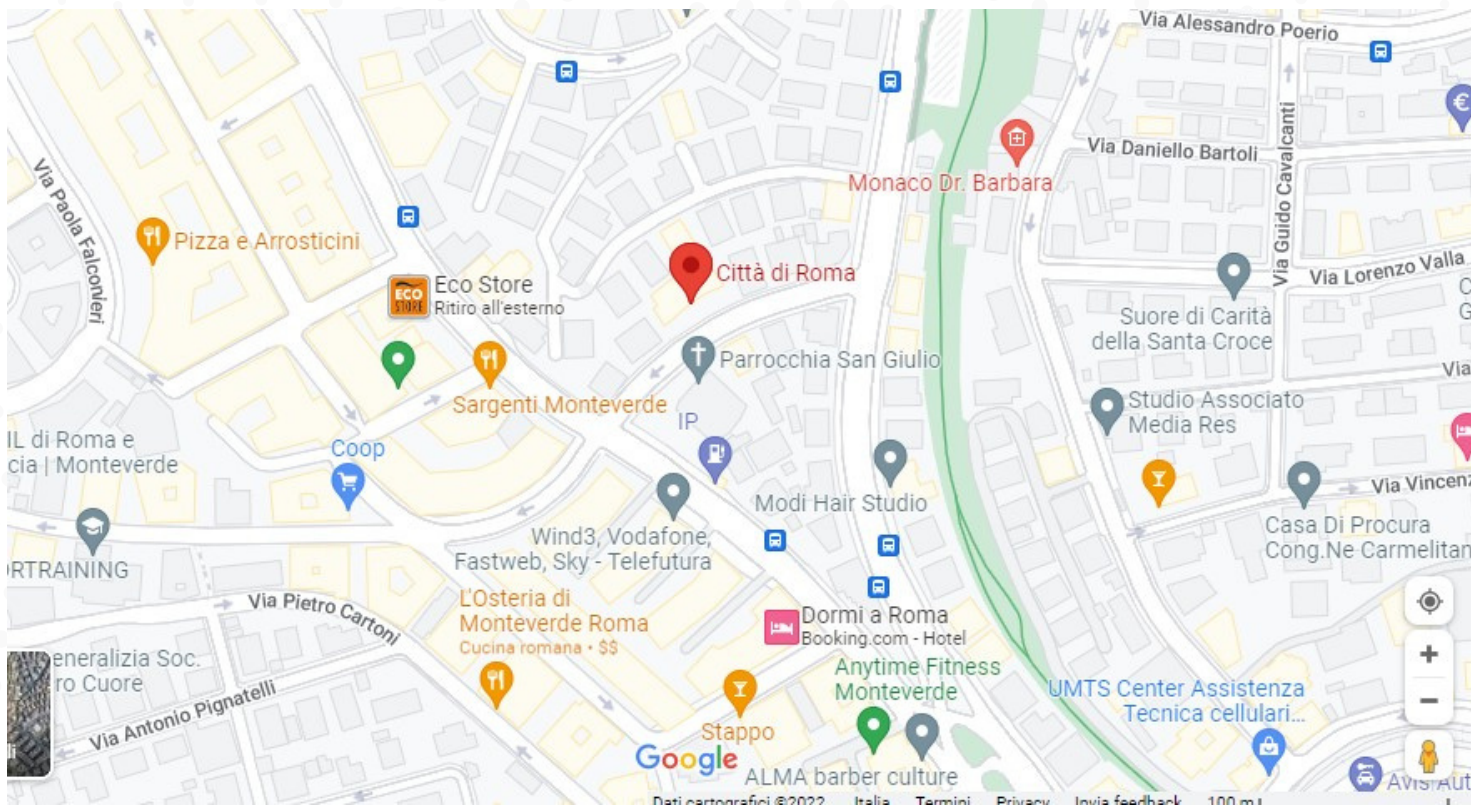 Via Alessandro Poerio
Via Daniello Bartoli
Via Guido Cavalcanti
Monaco Dr. Barbara
Via Paola Falconieri
Pizza e Arrosticini
Città di Roma
Via Lorenzo Valla
Eco Store
Ritiro all'esterno
ECO
STORE
Suore di Carità
della Santa Croce
Parrocchia San Giulio
Via
Sargenti Monteverde
Studio Associato
Media Res
IP
IL di Roma e
cia | Monteverde
Coop
Modi Hair Studio
Via Vincenz
Casa Di Procura
Cong.Ne Carmelitan
Wind3, Vodafone,
Fastweb, Sky - Telefutura
RTRAINING
Via Pietro Cartoni
L'Osteria di
Monteverde Roma
Cucina romana • $$
Dormi a Roma
Booking.com - Hotel
eneralizia Soc.
ro Cuore
Anytime Fitness
Monteverde
Via Antonio Pignatelli
UMTS Center Assistenza
Tecnica cellulari...
Stappo
Google
ALMA barber culture
Avis Aut
Dati cartografici ©2022 Italia Termini Privacy Invia feedback 100 m